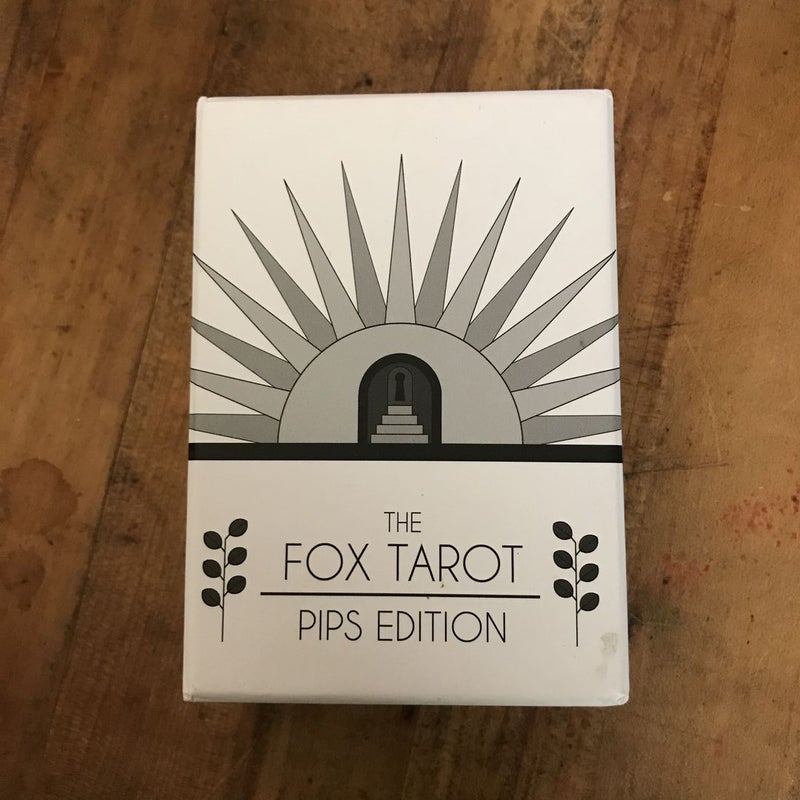 THE
FOX TAROT
PIPS EDITION